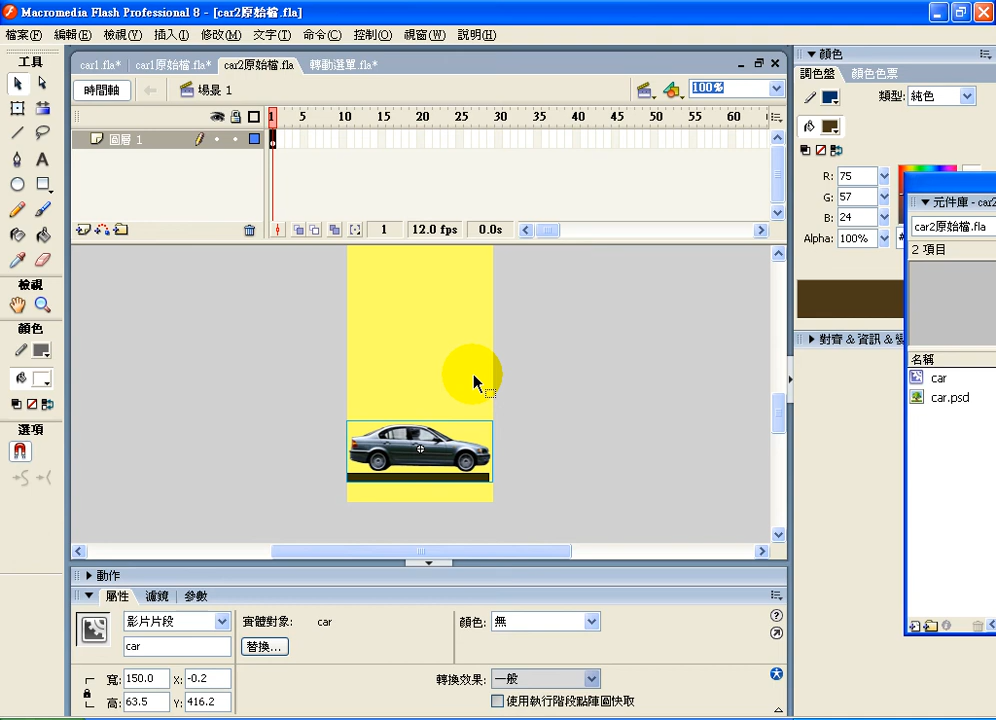 Macromedia Flash Professional 8 - [car2原始檔.fla]
檔案(F) 編輯(E) 檢視(V) 插入(I) 修改(M) 文字(T) 命令(C) 控制(O) 視窗(W) 說明(H)
工具
檢視
顏色
選項
car1.fla* car1原始檔.fla* car2原始檔.fla 轉動選單.fla*
時間軸 場景 1 100%
1 5 10 15 20 25 30 35 40 45 50 55 60
圖層 1
1 12.0 fps 0.0s
動作
屬性 濾鏡 參數
影片片段 實體對象: car 顏色: 無
car 替換...
寬: 150.0 X: -0.2 轉換效果: 一般
高: 63.5 Y: 416.2 使用執行階段點陣圖快取
顏色
調色盤 顏色色票
類型: 純色
R: 75
G: 57
B: 24
Alpha: 100% #
對齊 & 資訊 &
元件庫 - car2
car2原始檔.fla
2 項目
名稱
car
car.psd